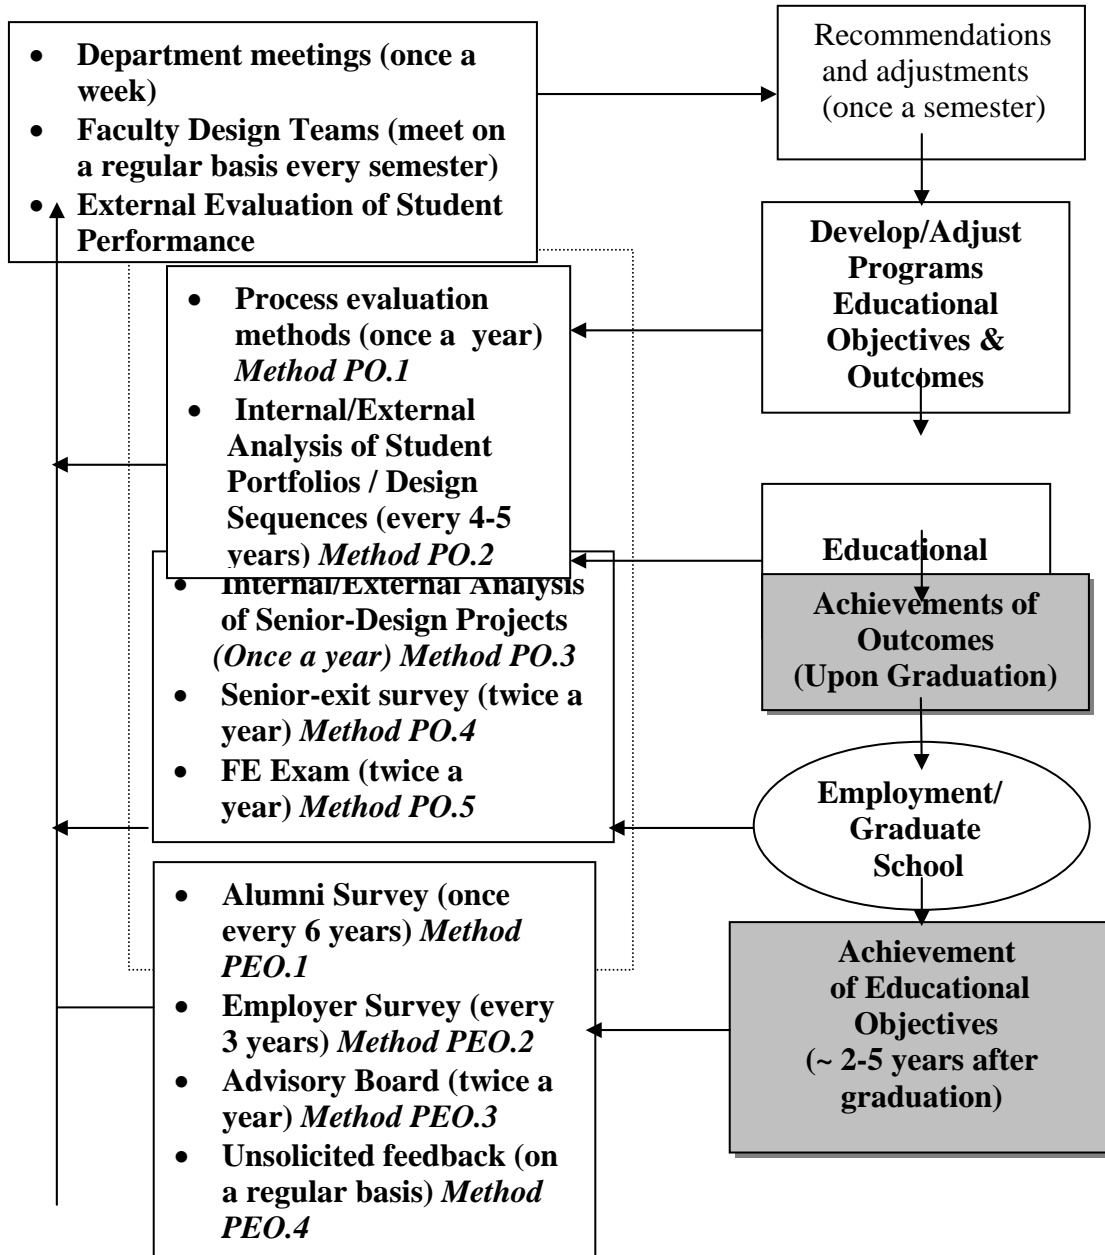 • Department meetings (once a
week)
• Faculty Design Teams (meet on
a regular basis every semester)
• External Evaluation of Student
Performance
Recommendations
and adjustments
(once a semester)
Develop/Adjust
Programs
Educational
Objectives &
Outcomes
• Process evaluation
methods (once a year)
Method PO.1
• Internal/External
Analysis of Student
Portfolios / Design
Sequences (every 4-5
years) Method PO.2
• Internal/External Analysis
of Senior-Design Projects
(Once a year) Method PO.3
• Senior-exit survey (twice a
year) Method PO.4
• FE Exam (twice a
year) Method PO.5
Educational
Achievements of
Outcomes
(Upon Graduation)
Employment/
Graduate
School
• Alumni Survey (once
every 6 years) Method
PEO.1
• Employer Survey (every
3 years) Method PEO.2
• Advisory Board (twice a
year) Method PEO.3
• Unsolicited feedback (on
a regular basis) Method
PEO.4
Achievement
of Educational
Objectives
(~ 2-5 years after
graduation)